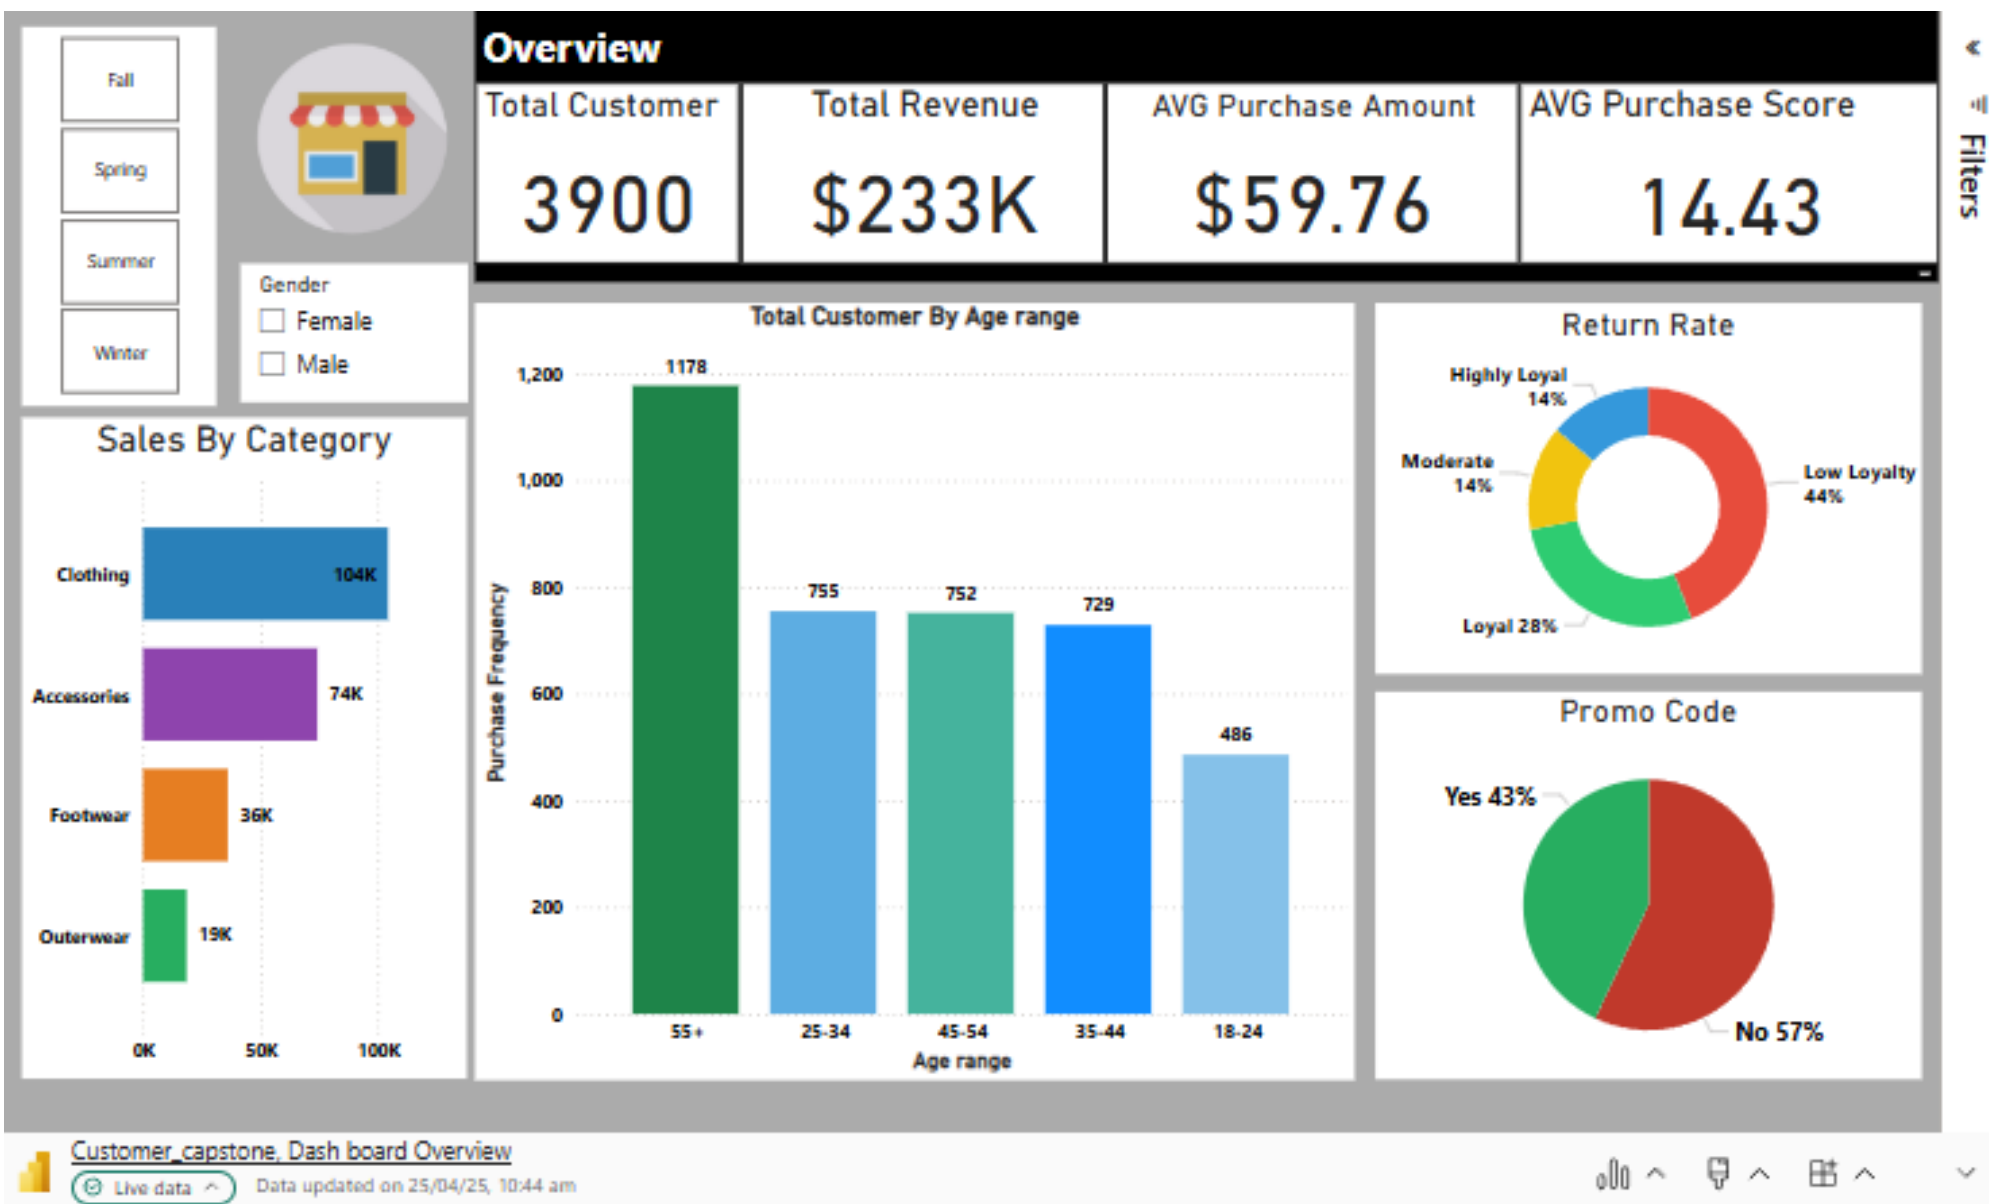 Fall
Spring
Summer
Winter
Gender
Female
Male
Overview
Total Customer
3900
Total Revenue
$233K
AVG Purchase Amount
$59.76
AVG Purchase Score
14.43
Filters
Sales By Category
Clothing
104K
Accessories
74K
Footwear
36K
Outerwear
19K
0K 50K 100K
Total Customer By Age range
Purchase Frequency
1,200
1,000
800
600
400
200
0
1178
755
752
729
486
55+ 25-34 45-54 35-44 18-24
Age range
Return Rate
Highly Loyal
14%
Moderate
14%
Low Loyalty
44%
Loyal 28%
Promo Code
Yes 43%
No 57%
Customer_capstone, Dash board Overview
Live data
Data updated on 25/04/25, 10:44 am